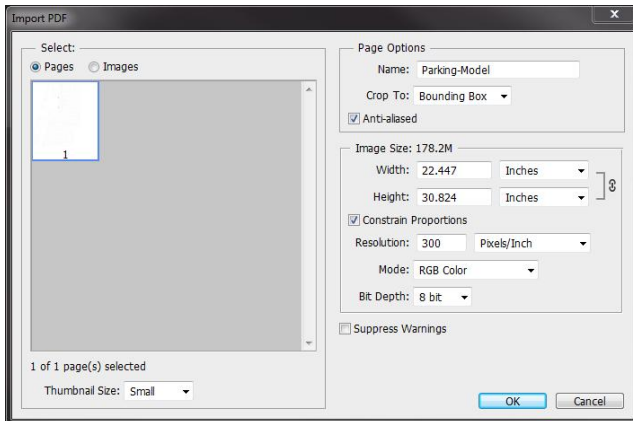 Import PDF
x
Select:
Pages Images
1
1 of 1 page(s) selected
Thumbnail Size: Small
Page Options
Name: Parking-Model
Crop To: Bounding Box
Anti-aliased
Image Size: 178.2M
Width: 22.447 Inches
Height: 30.824 Inches
Constrain Proportions
Resolution: 300 Pixels/Inch
Mode: RGB Color
Bit Depth: 8 bit
Suppress Warnings
OK Cancel